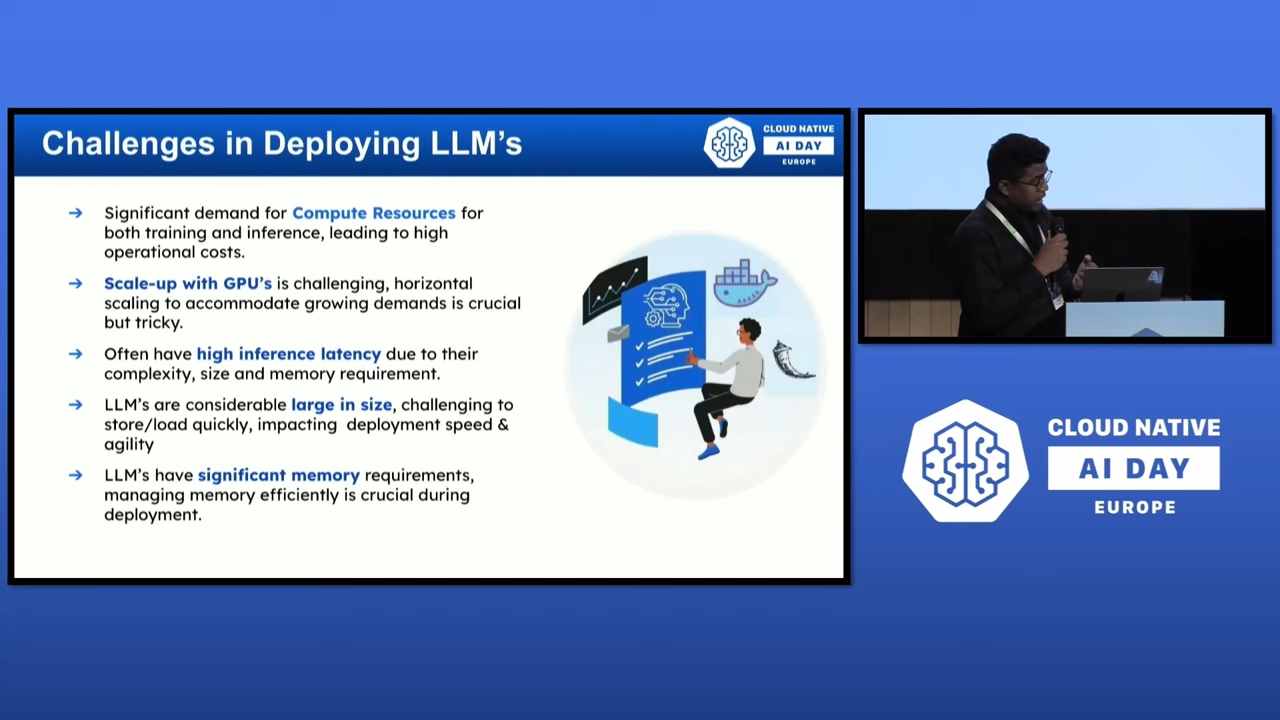 Challenges in Deploying LLM's
CLOUD NATIVE
AI DAY
EUROPE
➔ Significant demand for Compute Resources for
both training and inference, leading to high
operational costs.
➔ Scale-up with GPU's is challenging, horizontal
scaling to accommodate growing demands is crucial
but tricky.
➔ Often have high inference latency due to their
complexity, size and memory requirement.
➔ LLM's are considerable large in size, challenging to
store/load quickly, impacting deployment speed &
agility
➔ LLM's have significant memory requirements,
managing memory efficiently is crucial during
deployment.
CLOUD NATIVE
AI DAY
EUROPE